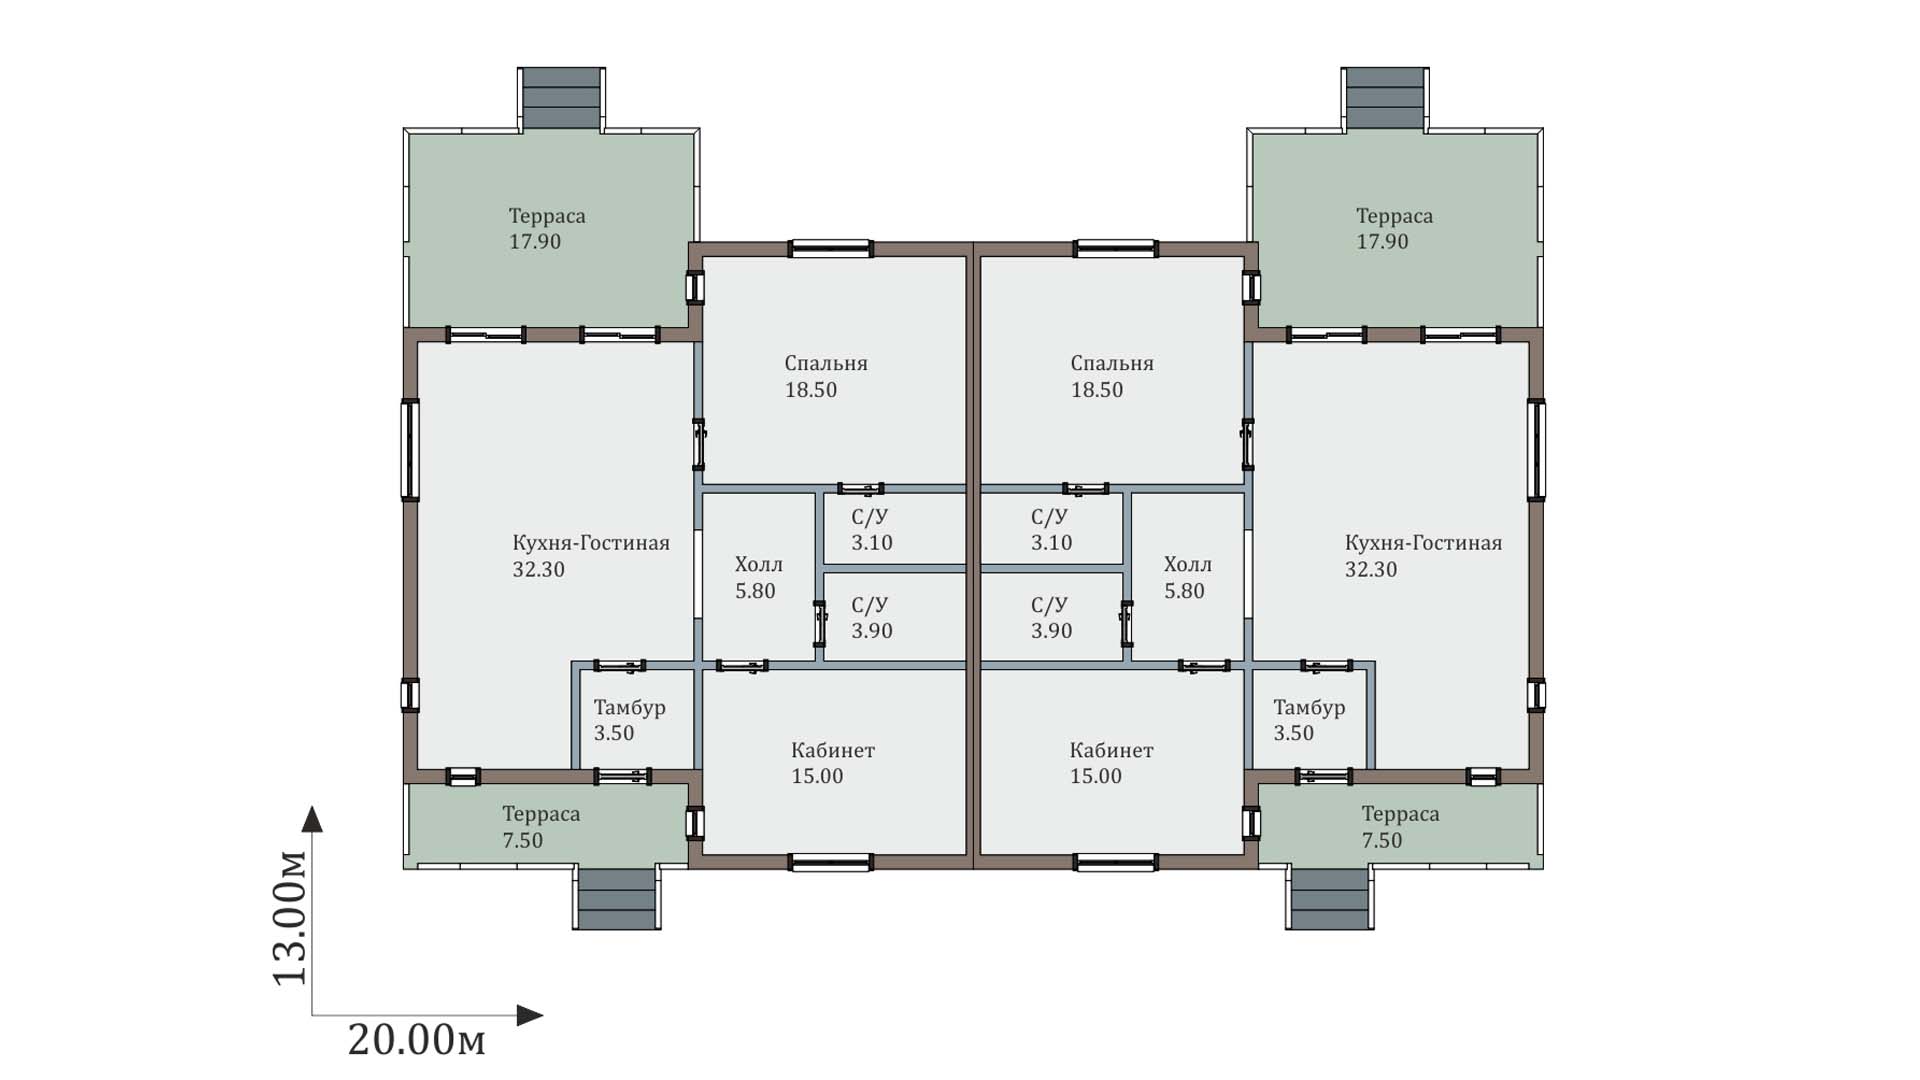 Терраса
17.90
Терраса
17.90
Спальня
18.50
Спальня
18.50
Кухня-Гостиная
32.30
Холл
5.80
С/У
3.10
С/У
3.10
Холл
5.80
Кухня-Гостиная
32.30
С/У
3.90
С/У
3.90
Тамбур
3.50
Кабинет
15.00
Кабинет
15.00
Тамбур
3.50
Терраса
7.50
Терраса
7.50
13.00м
20.00м